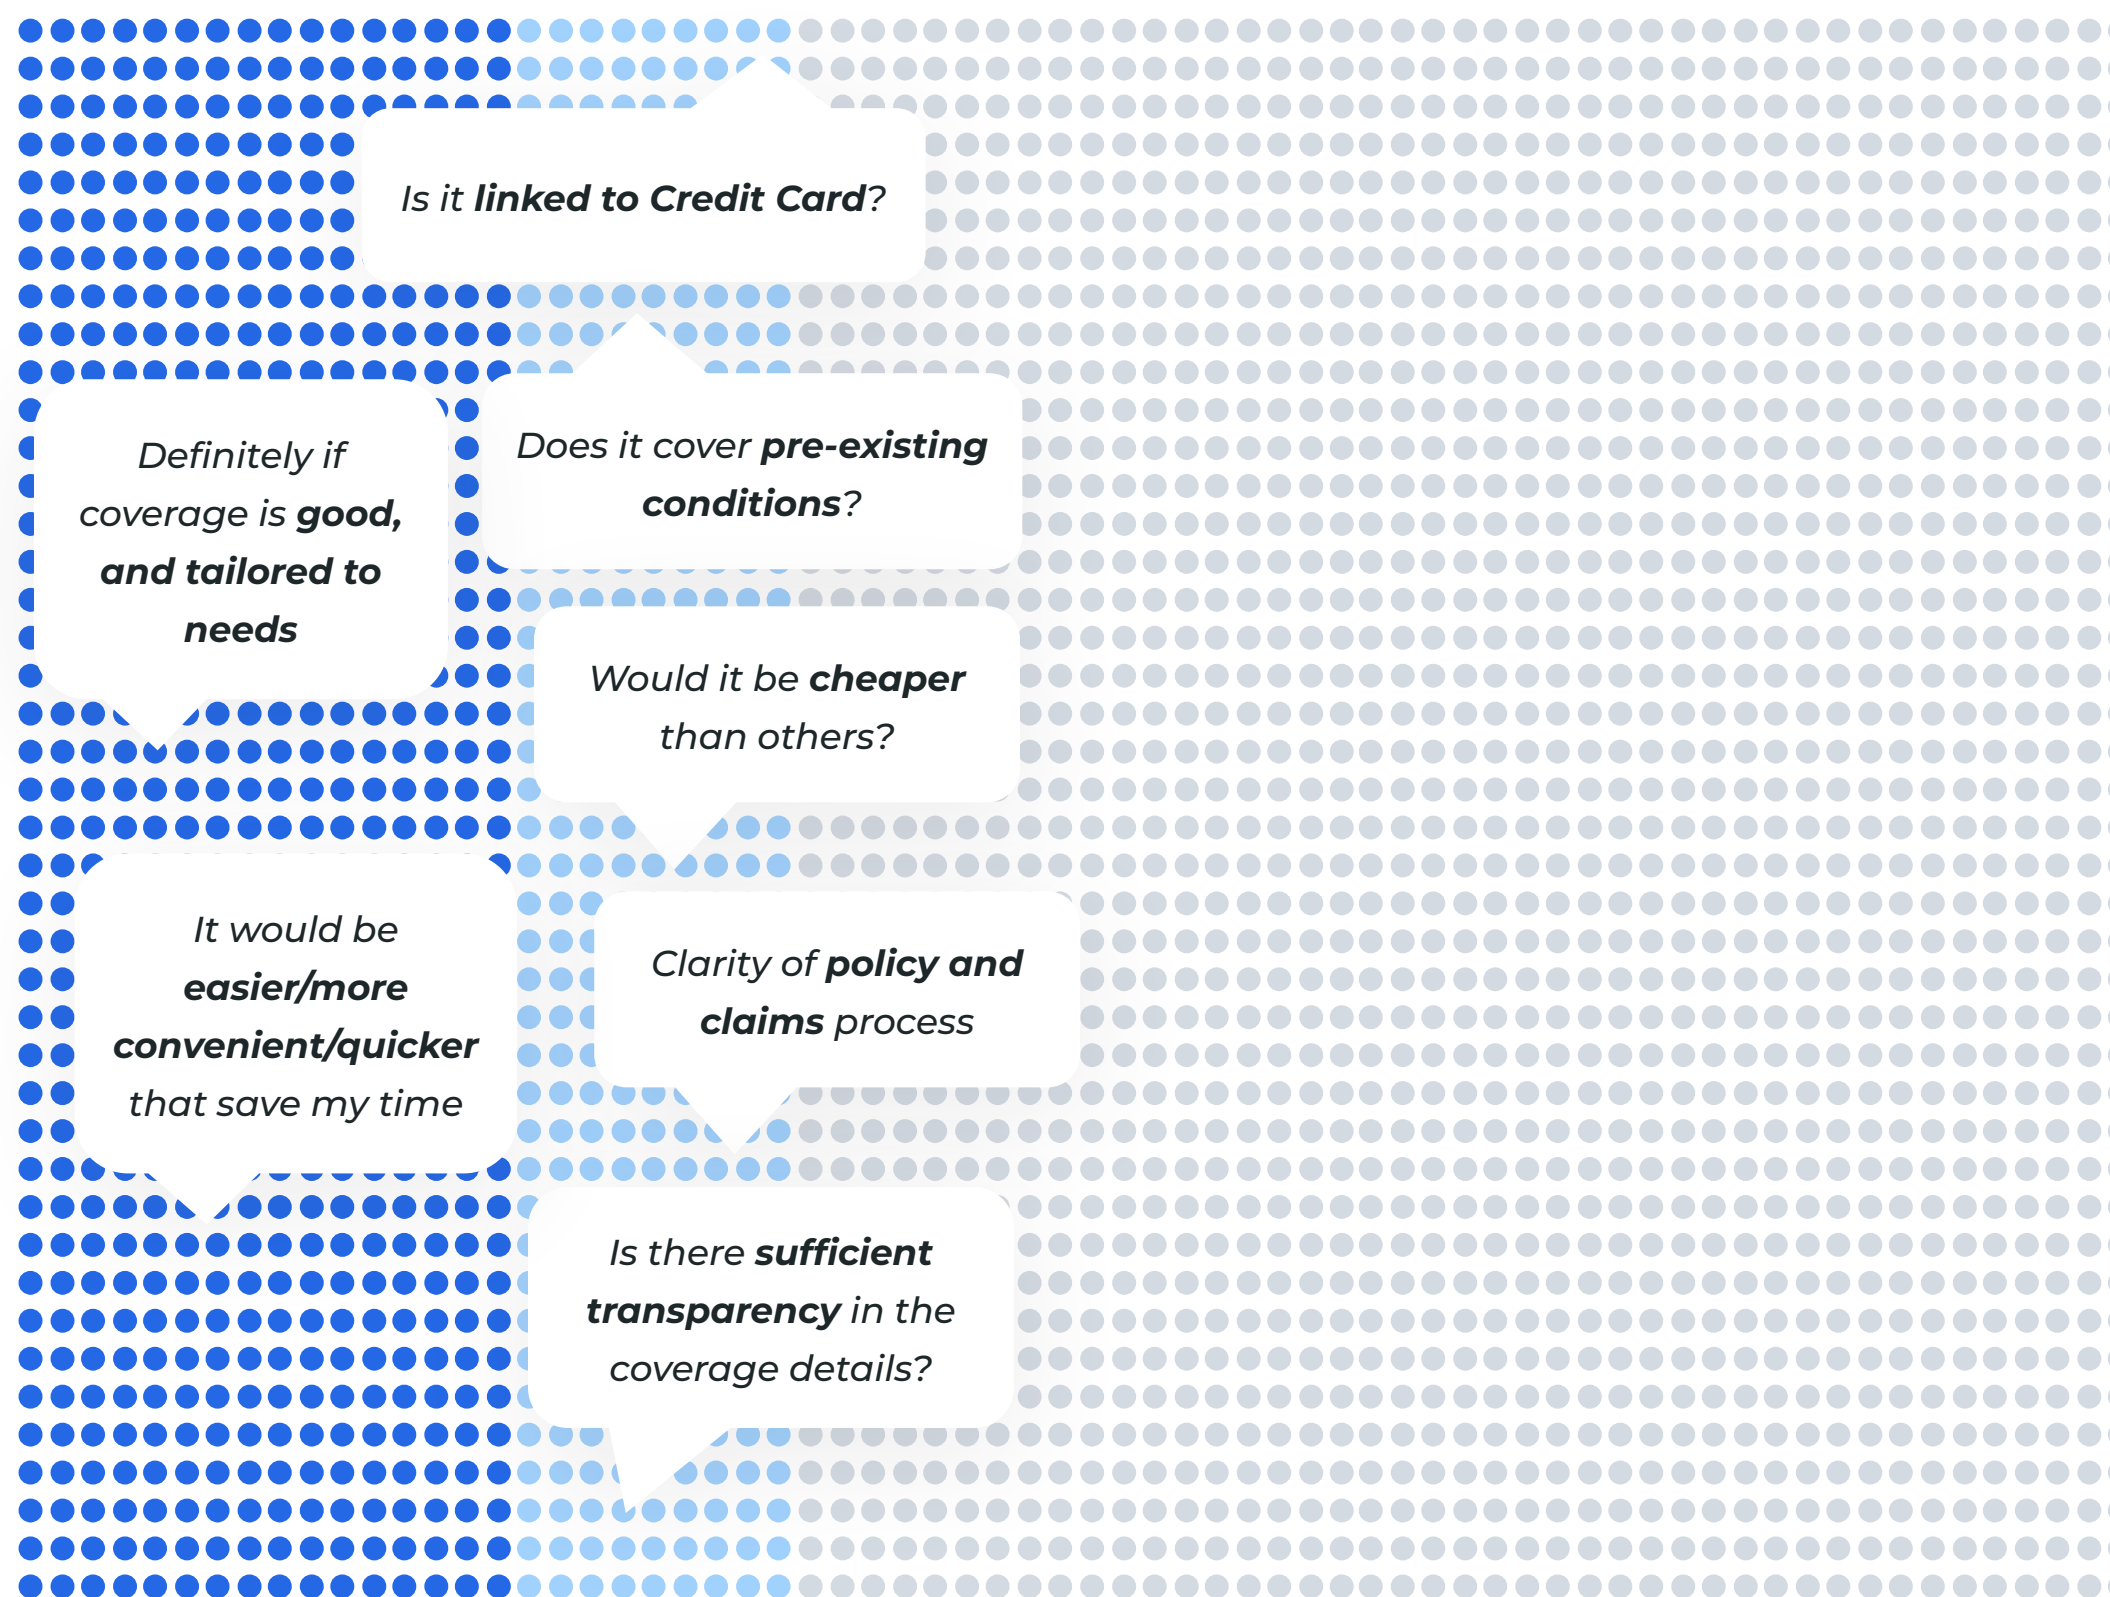 Is it linked to Credit Card?
Definitely if
coverage is good,
and tailored to
needs
Does it cover pre-existing
conditions?
Would it be cheaper
than others?
It would be
easier/more
convenient/quicker
that save my time
Clarity of policy and
claims process
Is there sufficient
transparency in the
coverage details?